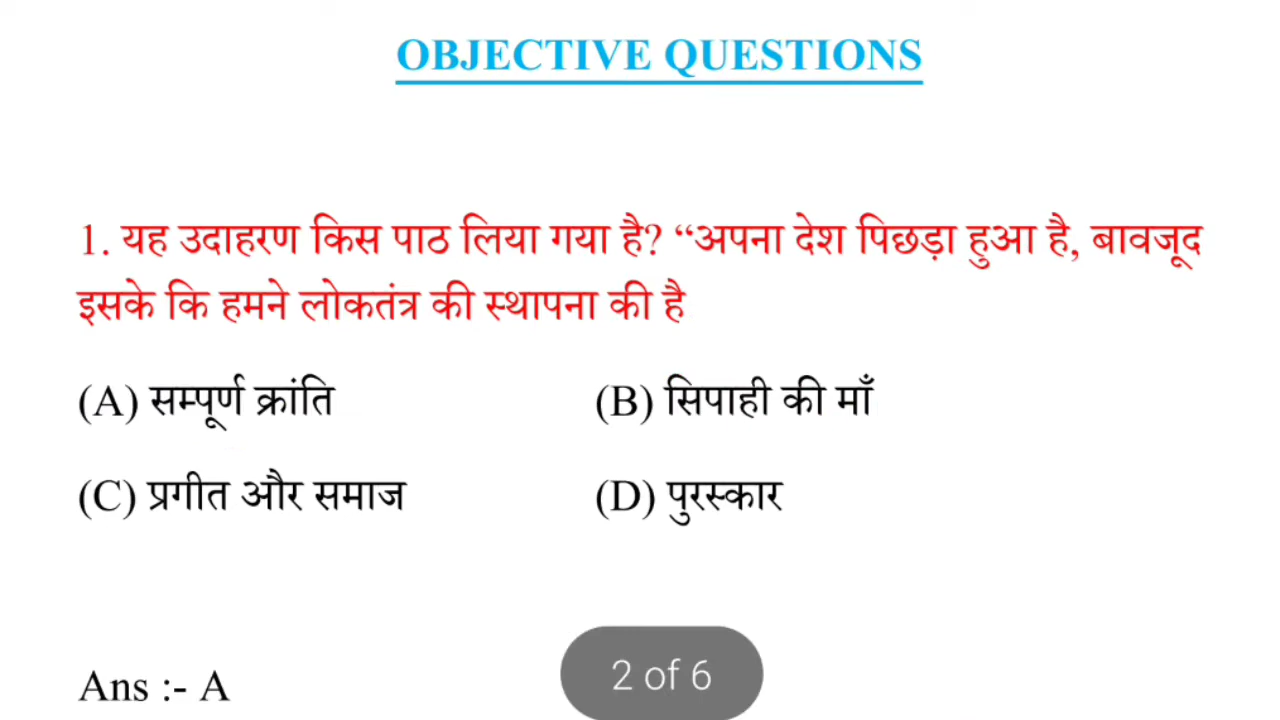 OBJECTIVE QUESTIONS
1. यह उदाहरण किस पाठ लिया गया है? “अपना देश पिछड़ा हुआ है, बावजूद
इसके कि हमने लोकतंत्र की स्थापना की है
(A) सम्पूर्ण क्रांति (B) सिपाही की माँ
(C) प्रगीत और समाज (D) पुरस्कार
Ans :- A
2 of 6